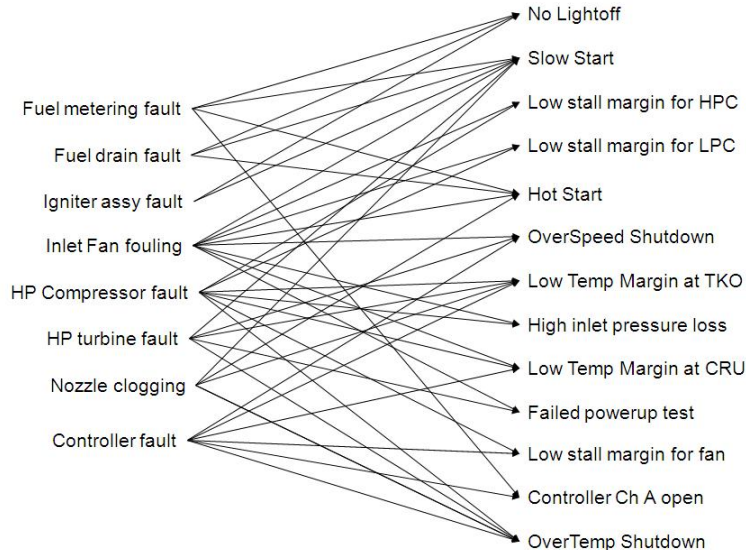 Fuel metering fault
Fuel drain fault
Igniter assy fault
Inlet Fan fouling
HP Compressor fault
HP turbine fault
Nozzle clogging
Controller fault
No Lightoff
Slow Start
Low stall margin for HPC
Low stall margin for LPC
Hot Start
OverSpeed Shutdown
Low Temp Margin at TKO
High inlet pressure loss
Low Temp Margin at CRU
Failed powerup test
Low stall margin for fan
Controller Ch A open
OverTemp Shutdown